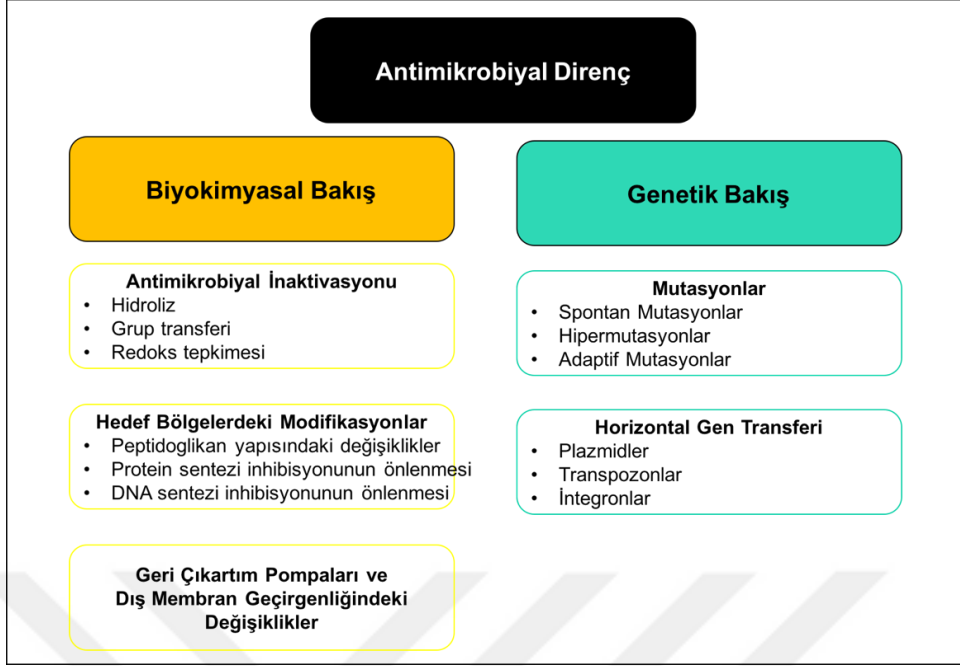 Antimikrobiyal Direnç
Biyokimyasal Bakış
Antimikrobiyal İnaktivasyonu
• Hidroliz
• Grup transferi
• Redoks tepkimesi
Hedef Bölgelerdeki Modifikasyonlar
• Peptidoglikan yapısındaki değişiklikler
• Protein sentezi inhibisyonunun önlenmesi
• DNA sentezi inhibisyonunun önlenmesi
Geri Çıkartım Pompaları ve
Dış Membran Geçirgenliğindeki
Değişiklikler
Genetik Bakış
Mutasyonlar
• Spontan Mutasyonlar
• Hipermutasyonlar
• Adaptif Mutasyonlar
Horizontal Gen Transferi
• Plazmidler
• Transpozonlar
• İntegronlar